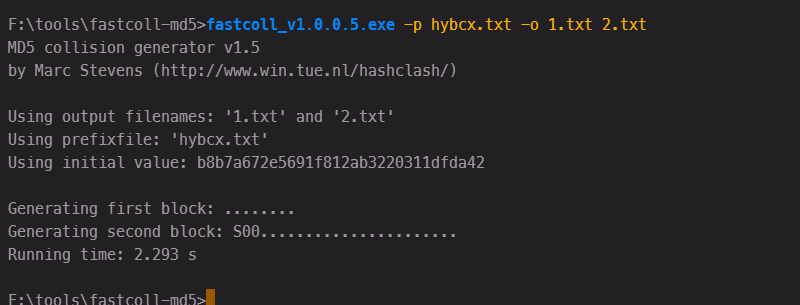 F:\tools\fastcoll-md5>fastcoll_v1.0.0.5.exe -p hybcx.txt -o 1.txt 2.txt
MD5 collision generator v1.5
by Marc Stevens (http://www.win.tue.nl/hashclash/)
Using output filenames: '1.txt' and '2.txt'
Using prefixfile: 'hybcx.txt'
Using initial value: b8b7a672e5691f812ab3220311dfda42
Generating first block: ........
Generating second block: S00......................
Running time: 2.293 s
F:\tools\fastcoll-md5>